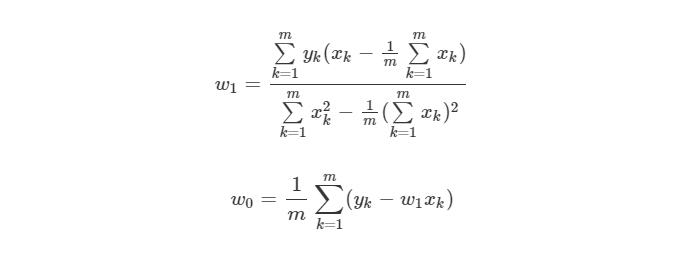 w_1 = \frac{\sum_{k=1}^{m} y_k (x_k - \frac{1}{m} \sum_{k=1}^{m} x_k)}{\sum_{k=1}^{m} x_k^2 - \frac{1}{m} (\sum_{k=1}^{m} x_k)^2}
w_0 = \frac{1}{m} \sum_{k=1}^{m} (y_k - w_1 x_k)